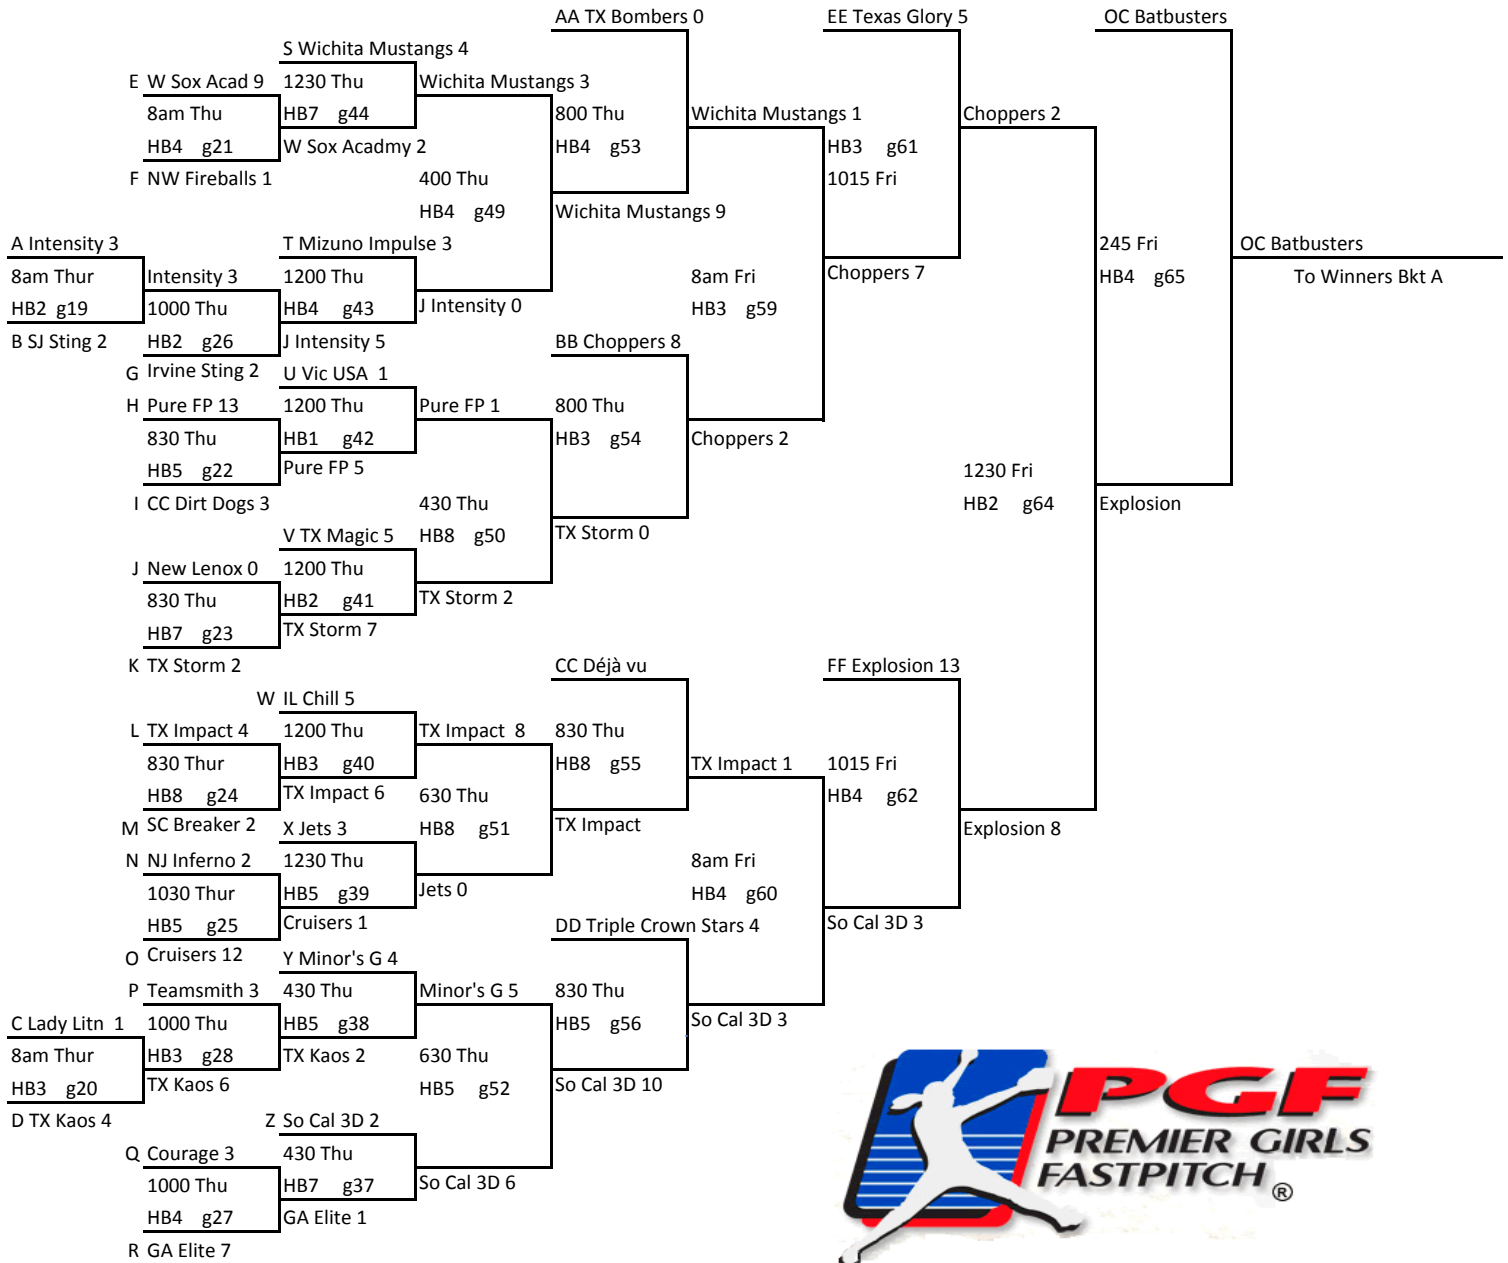 AA TX Bombers 0
EE Texas Glory 5
OC Batbusters
S Wichita Mustangs 4
E W Sox Acad 9
1230 Thu
Wichita Mustangs 3
8am Thu
HB7 g44
800 Thu
Wichita Mustangs 1
Choppers 2
HB4 g21
W Sox Acadmy 2
HB4 g53
HB3 g61
F NW Fireballs 1
400 Thu
1015 Fri
HB4 g49
Wichita Mustangs 9
A Intensity 3
T Mizuno Impulse 3
245 Fri
OC Batbusters
8am Thur
Intensity 3
1200 Thu
8am Fri
Choppers 7
HB4 g65
To Winners Bkt A
HB2 g19
1000 Thu
HB4 g43
J Intensity 0
HB3 g59
B SJ Sting 2
HB2 g26
J Intensity 5
BB Choppers 8
G Irvine Sting 2
U Vic USA 1
H Pure FP 13
1200 Thu
Pure FP 1
800 Thu
830 Thu
HB1 g42
HB3 g54
Choppers 2
HB5 g22
Pure FP 5
1230 Fri
I CC Dirt Dogs 3
430 Thu
HB2 g64
Explosion
V TX Magic 5
HB8 g50
TX Storm 0
J New Lenox 0
1200 Thu
830 Thu
HB2 g41
TX Storm 2
HB7 g23
TX Storm 7
K TX Storm 2
CC Déjà vu
FF Explosion 13
W IL Chill 5
L TX Impact 4
1200 Thu
TX Impact 8
830 Thu
830 Thur
HB3 g40
HB8 g55
TX Impact 1
1015 Fri
HB8 g24
TX Impact 6
630 Thu
HB4 g62
M SC Breaker 2
X Jets 3
HB8 g51
TX Impact
Explosion 8
N NJ Inferno 2
1230 Thu
8am Fri
1030 Thur
HB5 g39
Jets 0
HB4 g60
HB5 g25
Cruisers 1
DD Triple Crown Stars 4
So Cal 3D 3
O Cruisers 12
Y Minor's G 4
P Teamsmith 3
430 Thu
Minor's G 5
830 Thu
C Lady Litn 1
1000 Thu
HB5 g38
HB5 g56
So Cal 3D 3
8am Thur
HB3 g28
TX Kaos 2
630 Thu
HB3 g20
TX Kaos 6
HB5 g52
So Cal 3D 10
D TX Kaos 4
Z So Cal 3D 2
Q Courage 3
430 Thu
1000 Thu
HB7 g37
So Cal 3D 6
HB4 g27
GA Elite 1
R GA Elite 7
PGF
PREMIER GIRLS
FASTPITCH ®